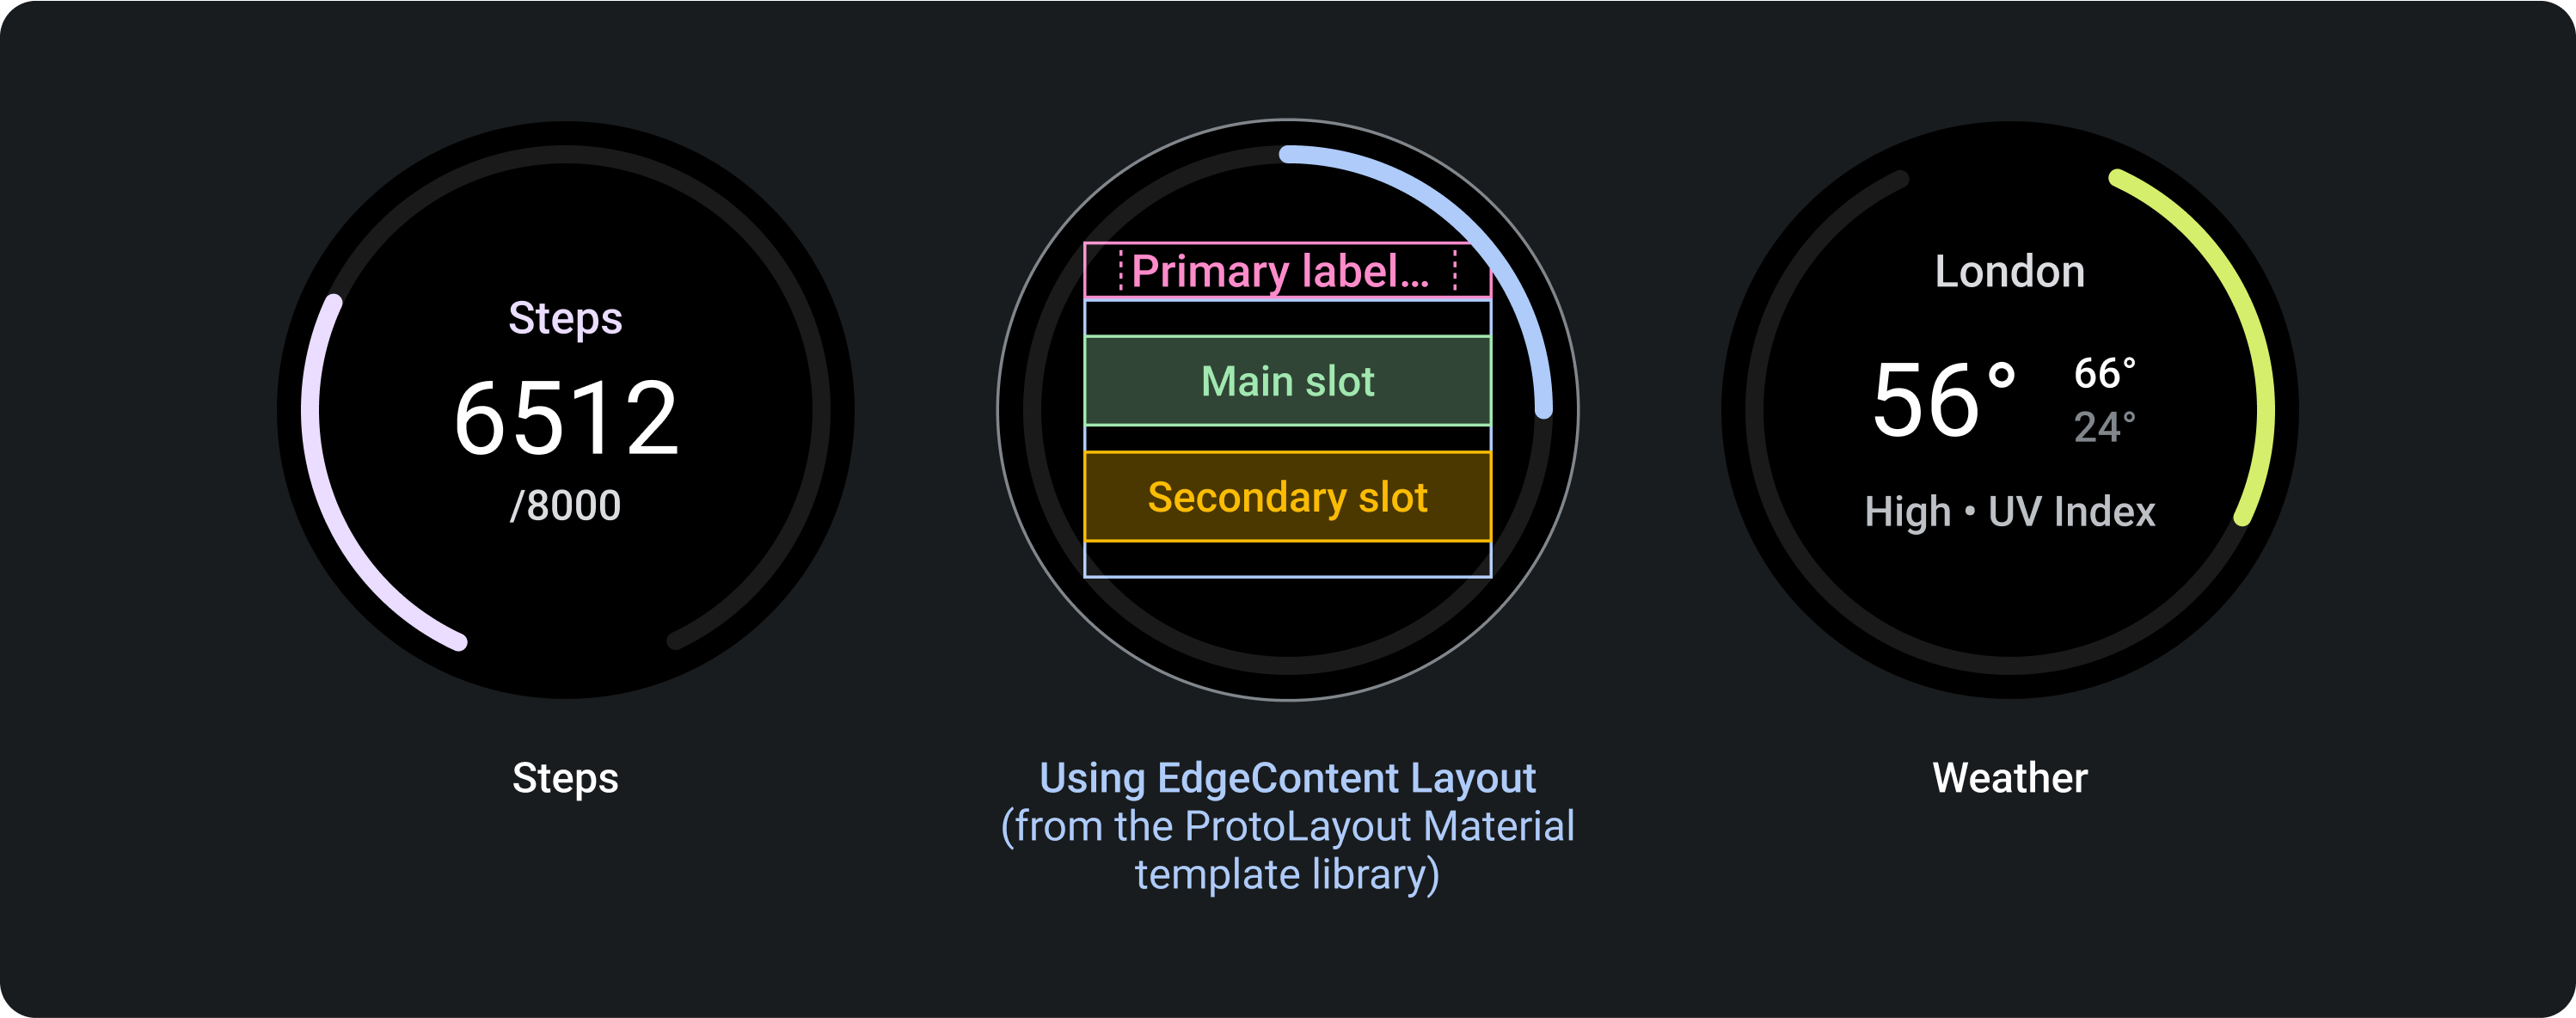 Steps
6512
/8000
Steps
Primary label...
Main slot
Secondary slot
Using EdgeContent Layout
(from the ProtoLayout Material
template library)
London
56° 66°
24°
High • UV Index
Weather